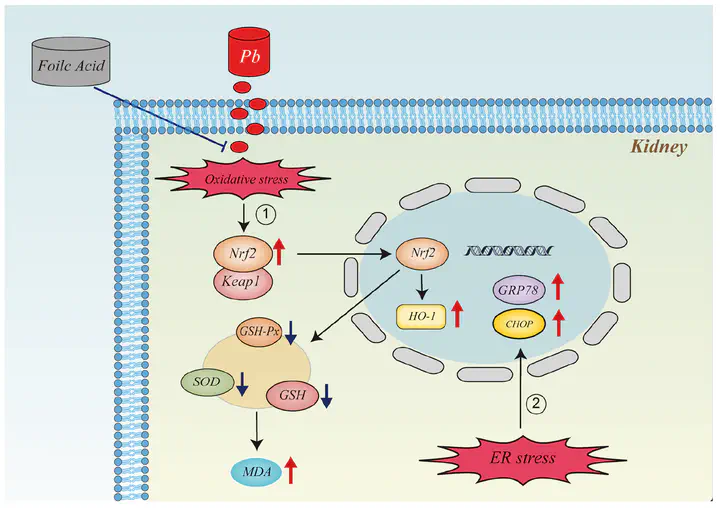 Foilc Acid
Pb
Kidney
Oxidative stress
1
Nrf2
Keap1
Nrf2
HO-1
GRP78
CHOP
GSH-Px
SOD
GSH
2
MDA
ER stress